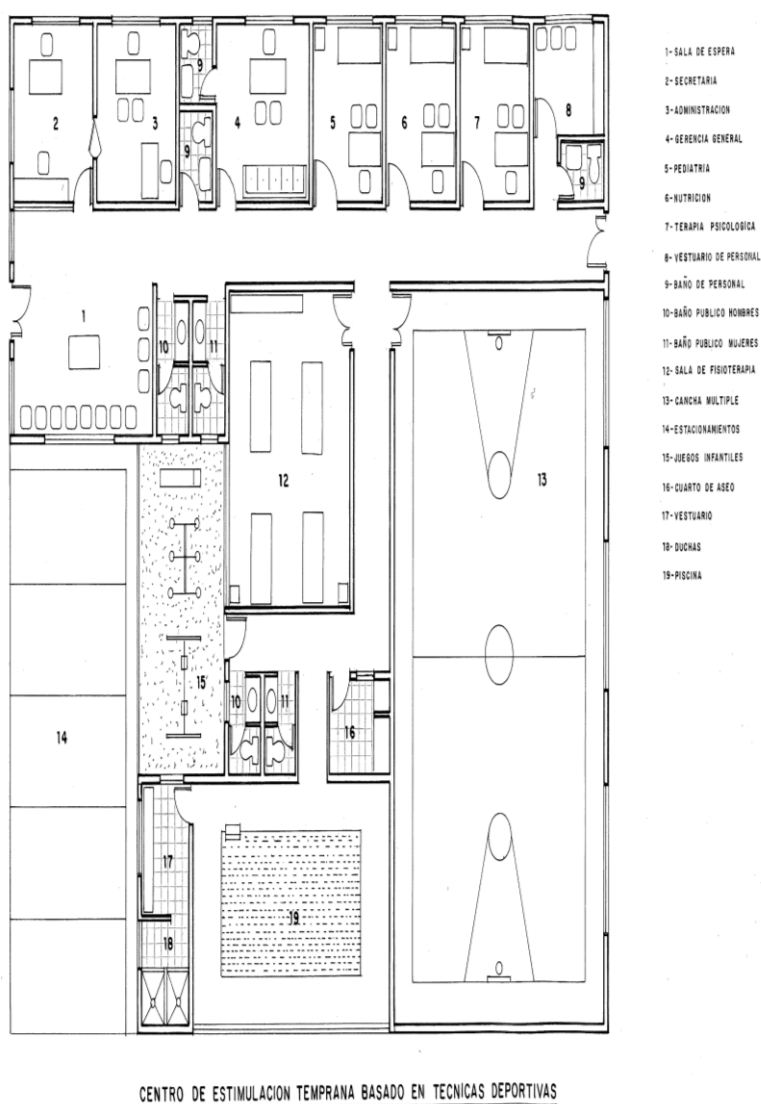 2
3
9
4
5
6
7
8
9
9
1
10
11
12
13
14
15
10
11
16
17
18
19
1-SALA DE ESPERA
2-SECRETARIA
3-ADMINISTRACION
4-GERENCIA GENERAL
5-PEDIATRIA
6-NUTRICION
7-TERAPIA PSICOLOGICA
8-VESTUARIO DE PERSONAL
9-BAÑO DE PERSONAL
10-BAÑO PUBLICO HOMBRES
11-BAÑO PUBLICO MUJERES
12-SALA DE FISIOTERAPIA
13-CANCHA MULTIPLE
14-ESTACIONAMIENTOS
15-JUEGOS INFANTILES
16-CUARTO DE ASEO
17-VESTUARIO
18-DUCHAS
19-PISCINA
CENTRO DE ESTIMULACION TEMPRANA BASADO EN TECNICAS DEPORTIVAS